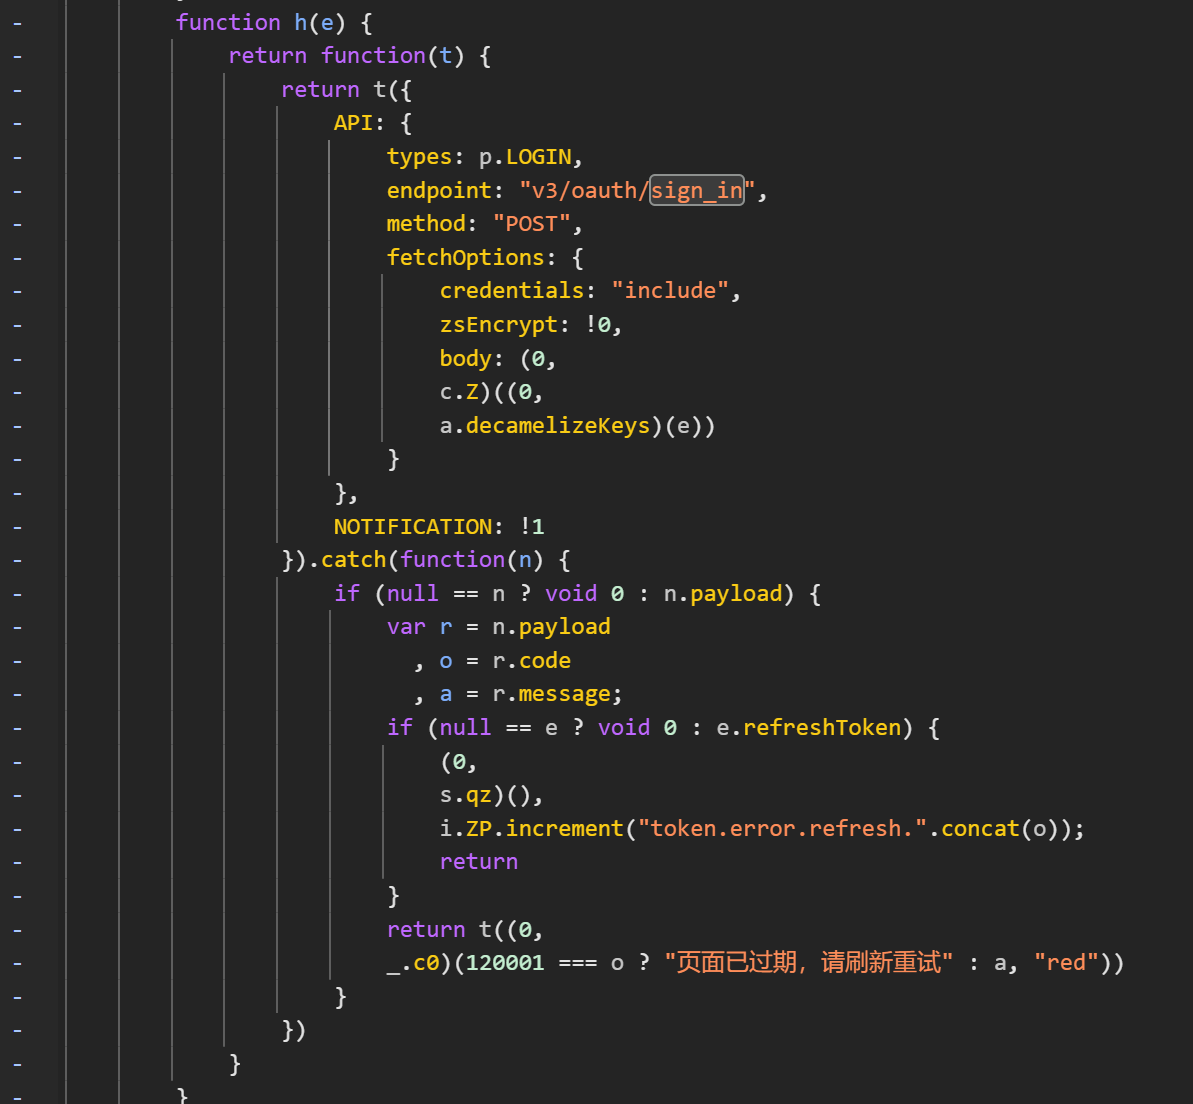 function h(e) {
return function(t) {
return t({
API: {
types: p.LOGIN,
endpoint: "v3/oauth/sign_in",
method: "POST",
fetchOptions: {
credentials: "include",
zsEncrypt: !0,
body: (0,
c.Z)((0,
a.decamelizeKeys)(e))
}
},
NOTIFICATION: !1
}).catch(function(n) {
if (null == n ? void 0 : n.payload) {
var r = n.payload
, o = r.code
, a = r.message;
if (null == e ? void 0 : e.refreshToken) {
(0,
s.qz)(),
i.ZP.increment("token.error.refresh.".concat(o));
return
}
return t((0,
_.c0)(120001 === o ? "页面已过期，请刷新重试" : a, "red"))
}
})
}
}